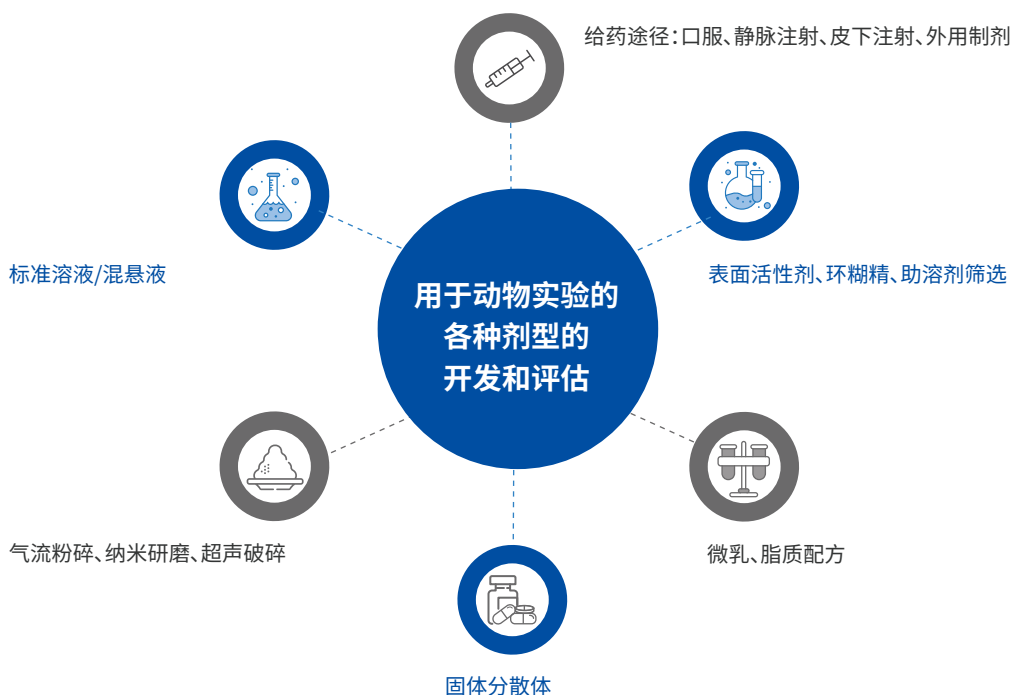 给药途径：口服、静脉注射、皮下注射、外用制剂
标准溶液/混悬液
表面活性剂、环糊精、助溶剂筛选
用于动物实验的
各种剂型的
开发和评估
气流粉碎、纳米研磨、超声破碎
微乳、脂质配方
固体分散体